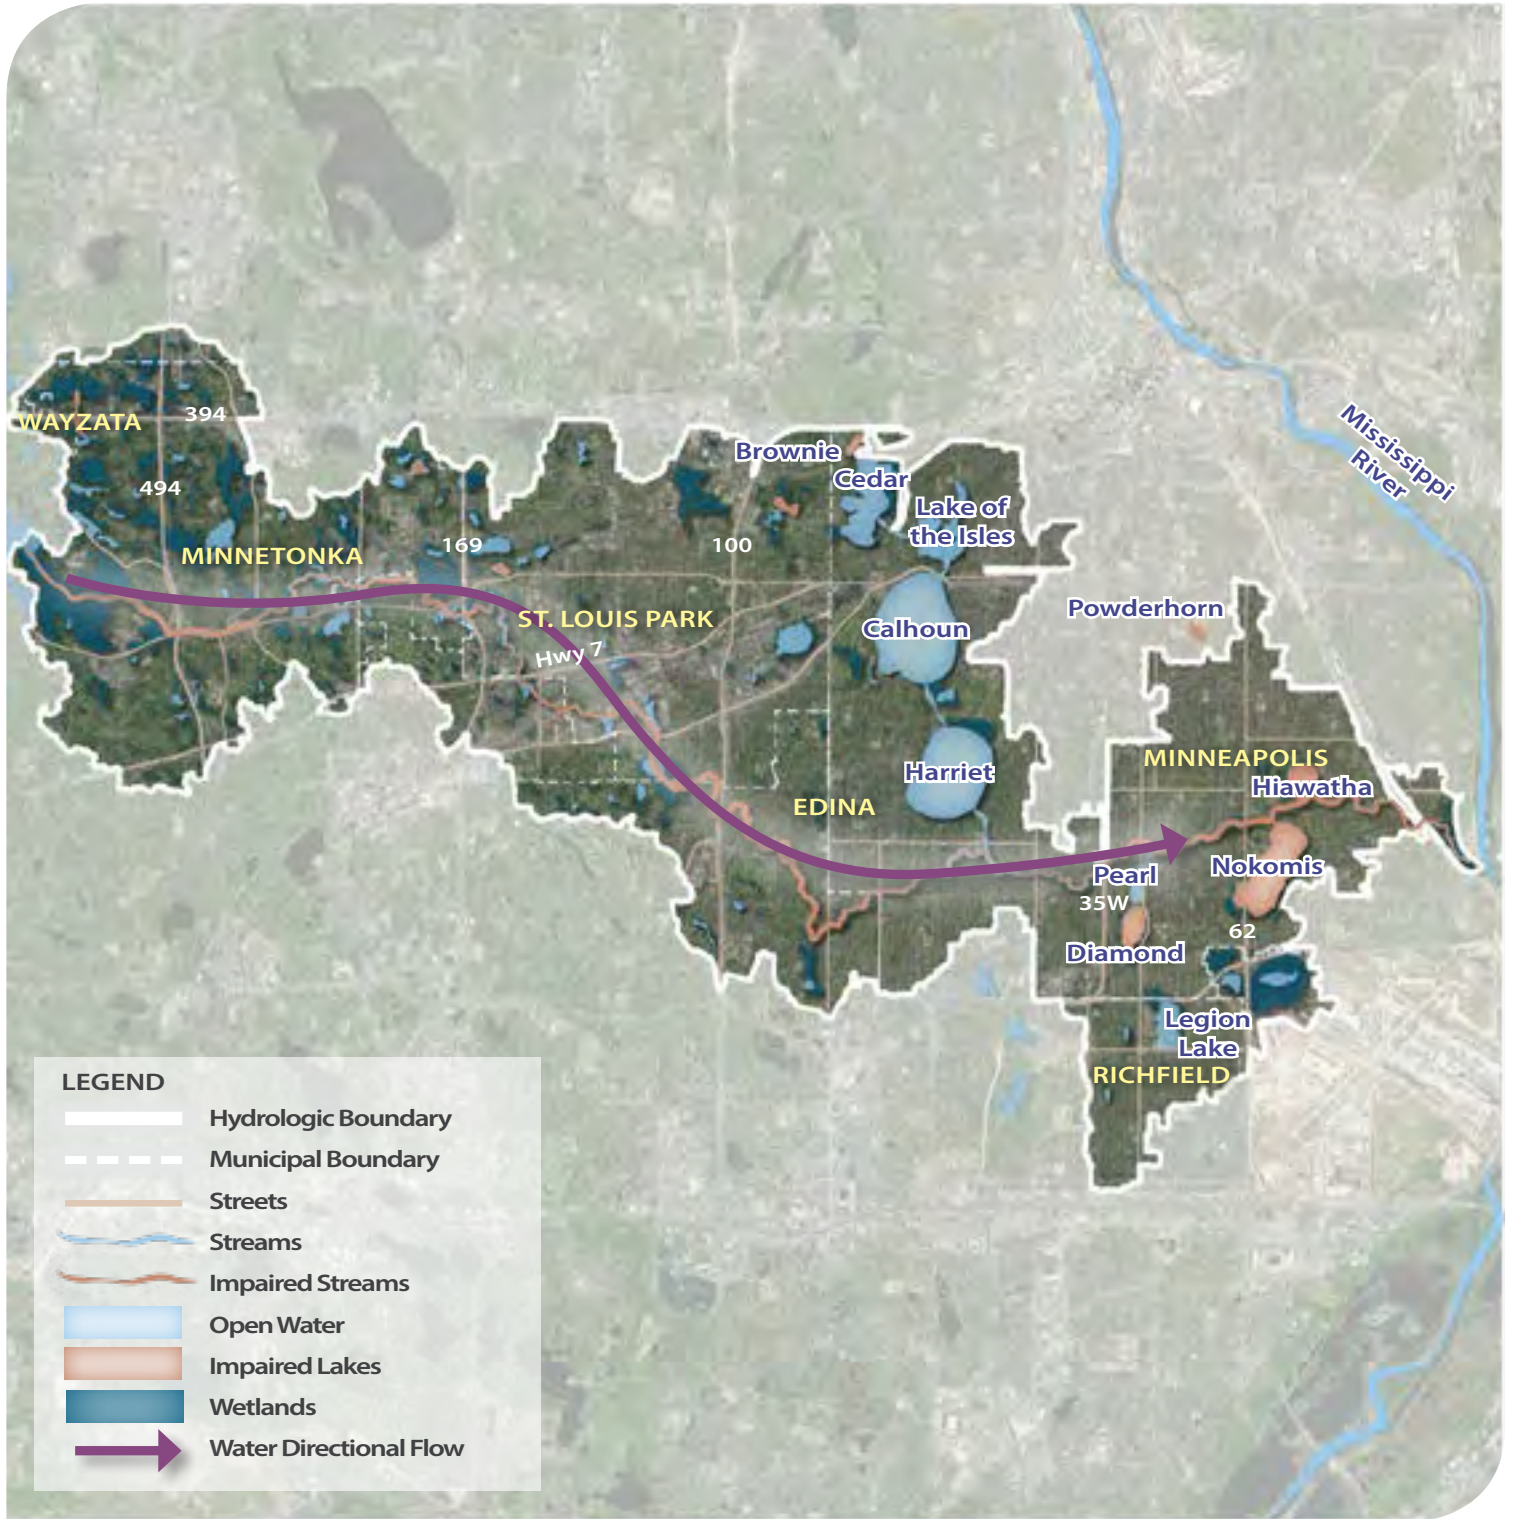 Mississippi
River
WAYZATA
394
Brownie
Cedar
494
Lake of
the Isles
MINNETONKA
169
100
Powderhorn
ST. LOUIS PARK
Calhoun
Hwy 7
MINNEAPOLIS
Harriet
Hiawatha
EDINA
Nokomis
Pearl
35W
62
Diamond
Legion
Lake
RICHFIELD
LEGEND
Hydrologic Boundary
Municipal Boundary
Streets
Streams
Impaired Streams
Open Water
Impaired Lakes
Wetlands
Water Directional Flow